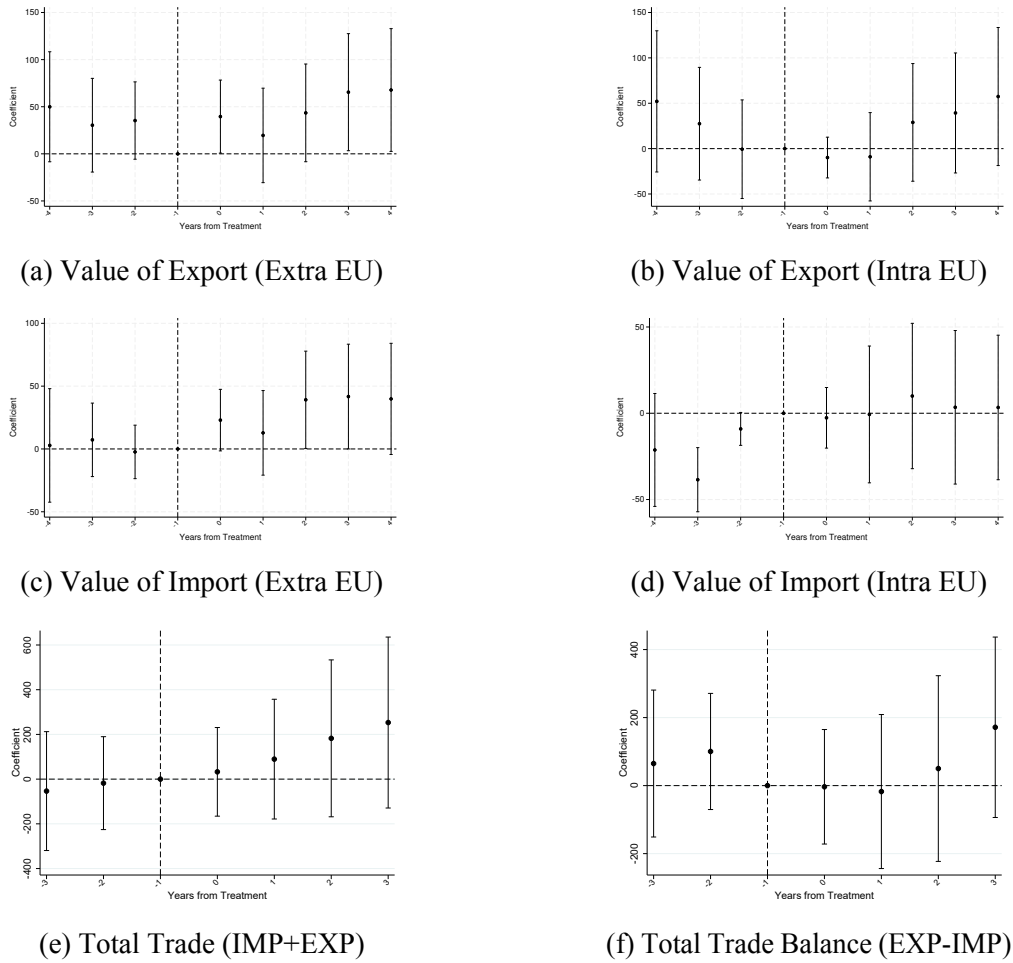 150
100
50
0
-50
Coefficient
-4 -3 -2 -1 0 1 2 3 4
Years from Treatment
(a) Value of Export (Extra EU)
150
100
50
0
-50
Coefficient
-4 -3 -2 -1 0 1 2 3 4
Years from Treatment
(b) Value of Export (Intra EU)
100
50
0
-50
Coefficient
-4 -3 -2 -1 0 1 2 3 4
Years from Treatment
(c) Value of Import (Extra EU)
50
0
-50
Coefficient
-4 -3 -2 -1 0 1 2 3 4
Years from Treatment
(d) Value of Import (Intra EU)
600
400
200
0
-200
-400
Coefficient
-3 -2 -1 0 1 2 3
Years from Treatment
(e) Total Trade (IMP+EXP)
400
200
0
-200
Coefficient
-3 -2 -1 0 1 2 3
Years from Treatment
(f) Total Trade Balance (EXP-IMP)